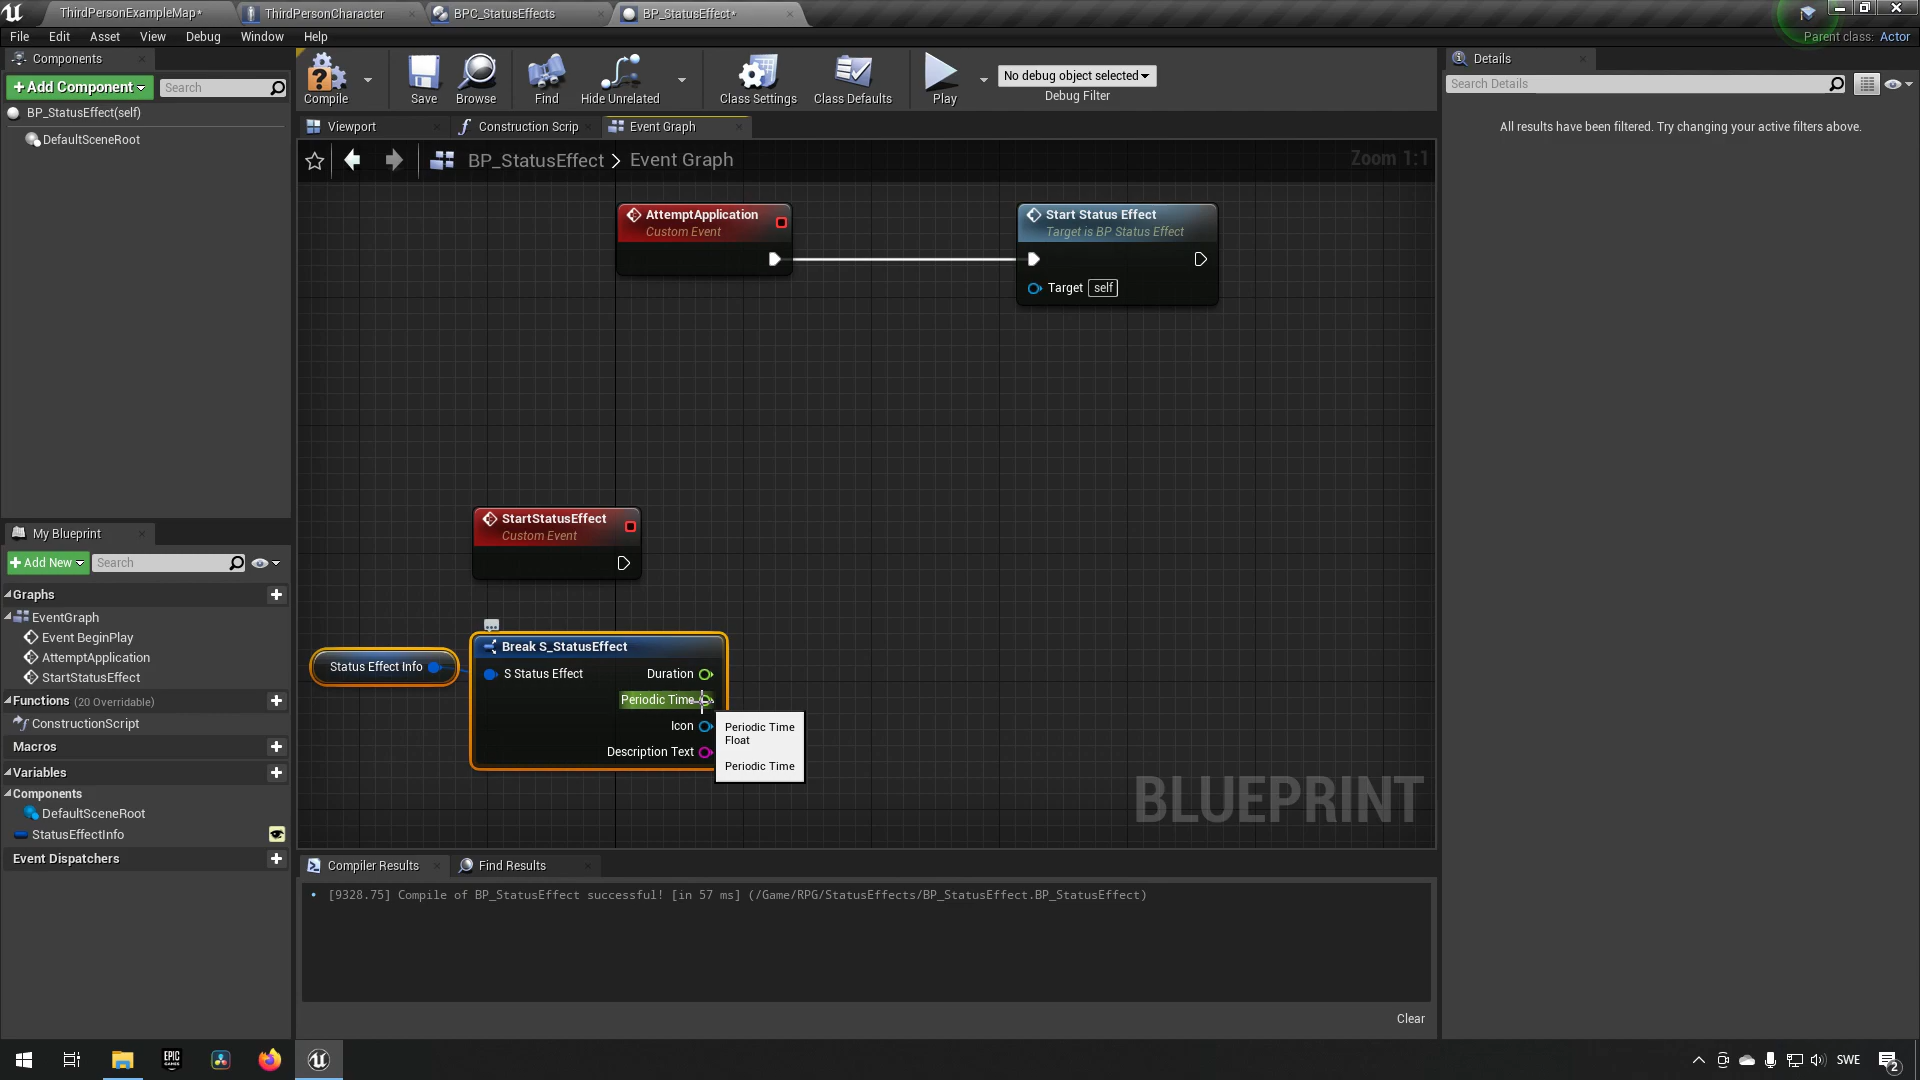 ThirdPersonExampleMap*
ThirdPersonCharacter
BPC_StatusEffects
BP_StatusEffect*
File Edit Asset View Debug Window Help
Parent class: Actor
Components
+Add Component
Search
BP_StatusEffect(self)
DefaultSceneRoot
Compile
Save
Browse
Find
Hide Unrelated
Class Settings
Class Defaults
Play
No debug object selected
Debug Filter
Details
Search Details
All results have been filtered. Try changing your active filters above.
Viewport
Construction Scrip
Event Graph
BP_StatusEffect > Event Graph
Zoom 1:1
AttemptApplication
Custom Event
Start Status Effect
Target is BP Status Effect
Target self
StartStatusEffect
Custom Event
Status Effect Info
Break S_StatusEffect
S Status Effect
Duration
Periodic Time
Icon
Description Text
Periodic Time
Float
Periodic Time
BLUEPRINT
My Blueprint
+Add New
Search
Graphs
EventGraph
Event BeginPlay
AttemptApplication
StartStatusEffect
Functions (20 Overridable)
ConstructionScript
Macros
Variables
Components
DefaultSceneRoot
StatusEffectInfo
Event Dispatchers
Compiler Results
Find Results
• [9328.75] Compile of BP_StatusEffect successful! [in 57 ms] (/Game/RPG/StatusEffects/BP_StatusEffect.BP_StatusEffect)
Clear
EPIC GAMES
SWE
2